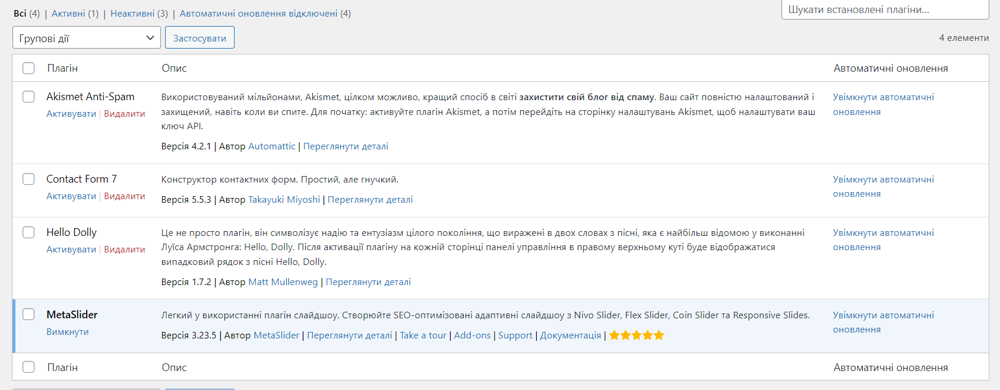 Всі (4) | Активні (1) | Неактивні (3) | Автоматичні оновлення відключені (4)
Шукати встановлені плагіни...
Групові дії
Застосувати
4 елементи
Плагін Опис Автоматичні оновлення
Akismet Anti-Spam
Активувати | Видалити
Використовуваний мільйонами, Akismet, цілком можливо, кращий спосіб в світі захистити свій блог від спаму. Ваш сайт повністю налаштований і
захищений, навіть коли ви спите. Для початку: активуйте плагін Akismet, а потім перейдіть на сторінку налаштувань Akismet, щоб налаштувати ваш
ключ API.
Версія 4.2.1 | Автор Automattic | Переглянути деталі
Увімкнути автоматичні
оновлення
Contact Form 7
Активувати | Видалити
Конструктор контактних форм. Простий, але гнучкий.
Версія 5.5.3 | Автор Takayuki Miyoshi | Переглянути деталі
Увімкнути автоматичні
оновлення
Hello Dolly
Активувати | Видалити
Це не просто плагін, він символізує надію та ентузіазм цілого покоління, що виражені в двох словах з пісні, яка є найбільш відомою у виконанні
Луїса Армстронга: Hello, Dolly. Після активації плагіну на кожній сторінці панелі управління в правому верхньому куті буде відображатися
випадковий рядок з пісні Hello, Dolly.
Версія 1.7.2 | Автор Matt Mullenweg | Переглянути деталі
Увімкнути автоматичні
оновлення
MetaSlider
Вимкнути
Легкий у використанні плагін слайдшоу. Створюйте SEO-оптимізовані адаптивні слайдшоу з Nivo Slider, Flex Slider, Coin Slider та Responsive Slides.
Версія 3.23.5 | Автор MetaSlider | Переглянути деталі | Take a tour | Add-ons | Support | Документація |
Увімкнути автоматичні
оновлення
Плагін Опис Автоматичні оновлення